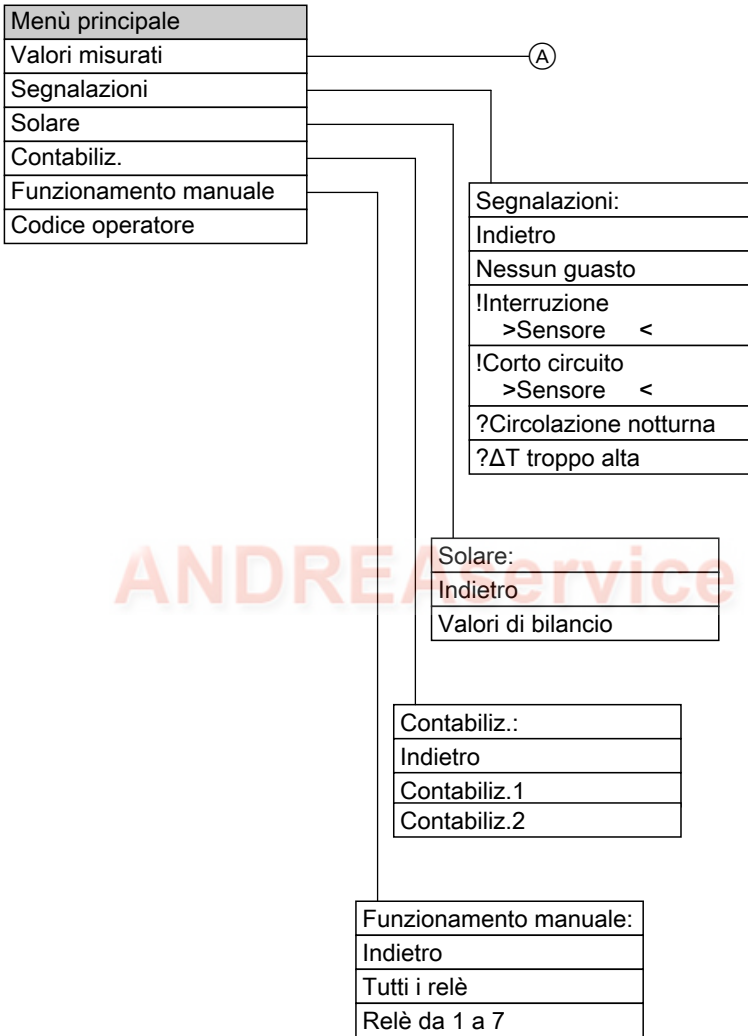 Menù principale
Valori misurati
A
Segnalazioni
Solare
Contabiliz.
Funzionamento manuale
Codice operatore
Segnalazioni:
Indietro
Nessun guasto
!Interruzione
>Sensore <
!Corto circuito
>Sensore <
?Circolazione notturna
?ΔT troppo alta
ANDREAservice
Solare:
Indietro
Valori di bilancio
Contabiliz.:
Indietro
Contabiliz.1
Contabiliz.2
Funzionamento manuale:
Indietro
Tutti i relè
Relè da 1 a 7